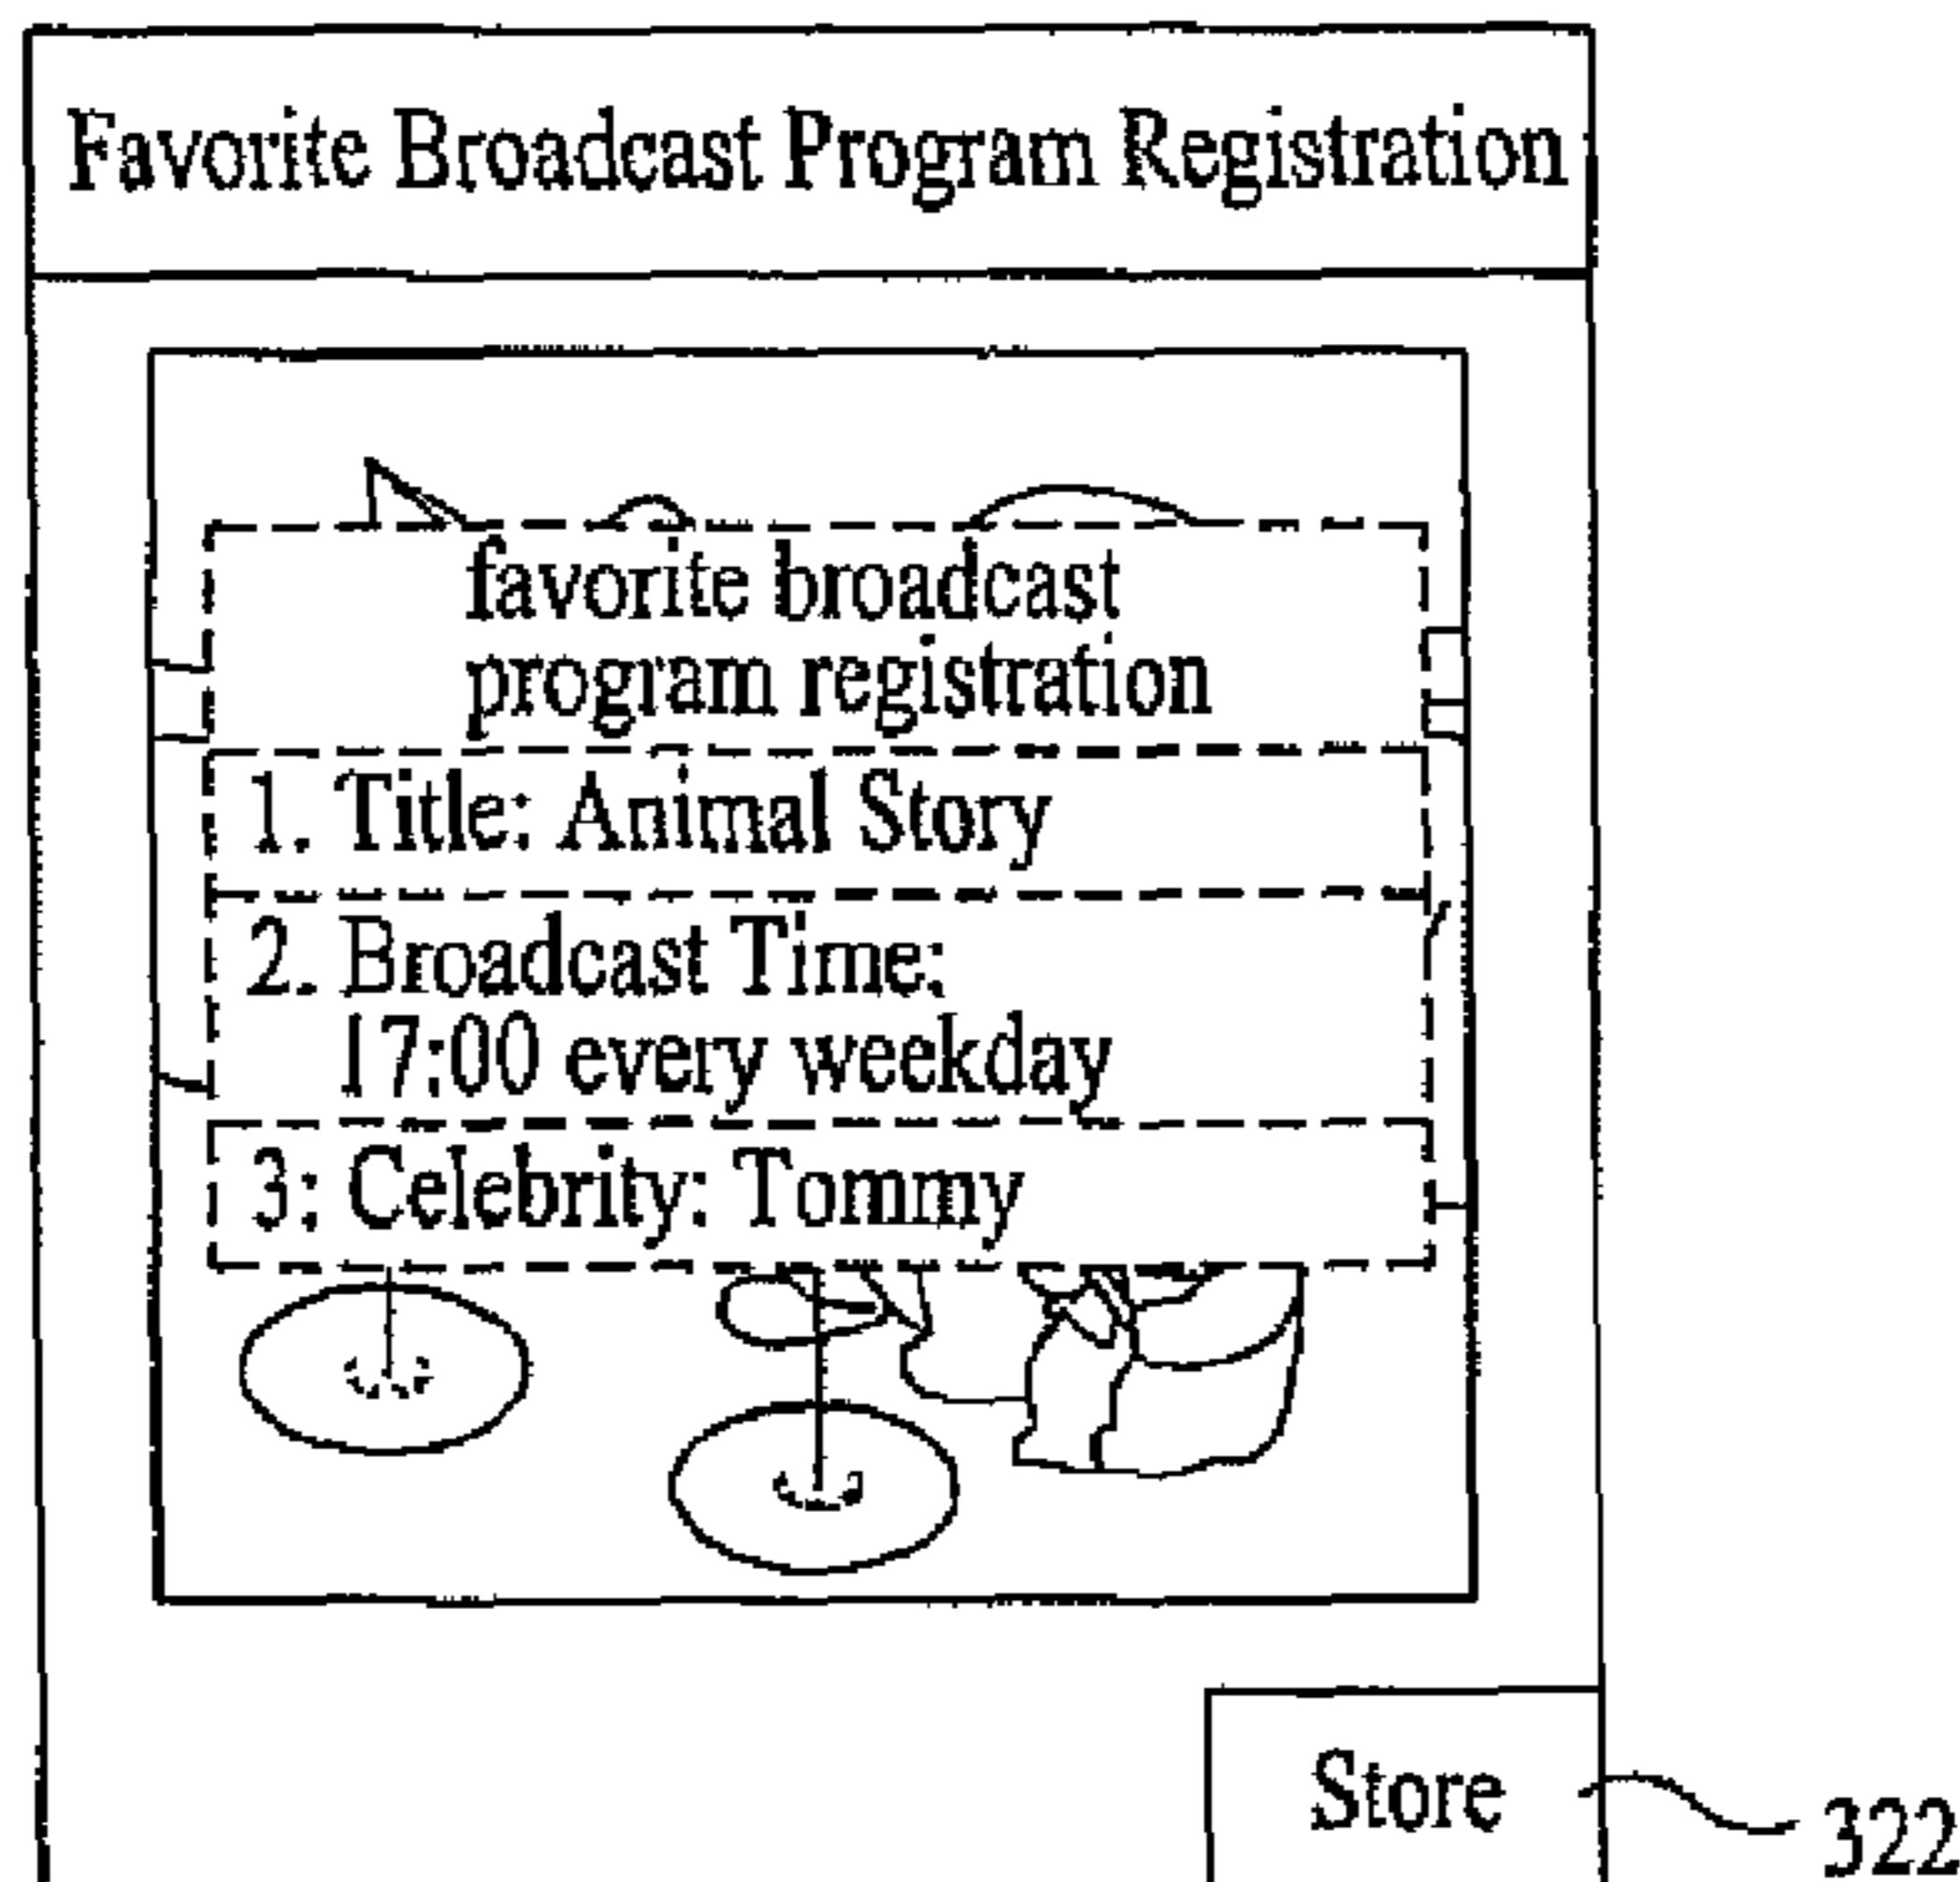 Favorite Broadcast Program Registration
favorite broadcast
program registration
1. Title: Animal Story
2. Broadcast Time:
17:00 every weekday
3: Celebrity: Tommy
Store
322